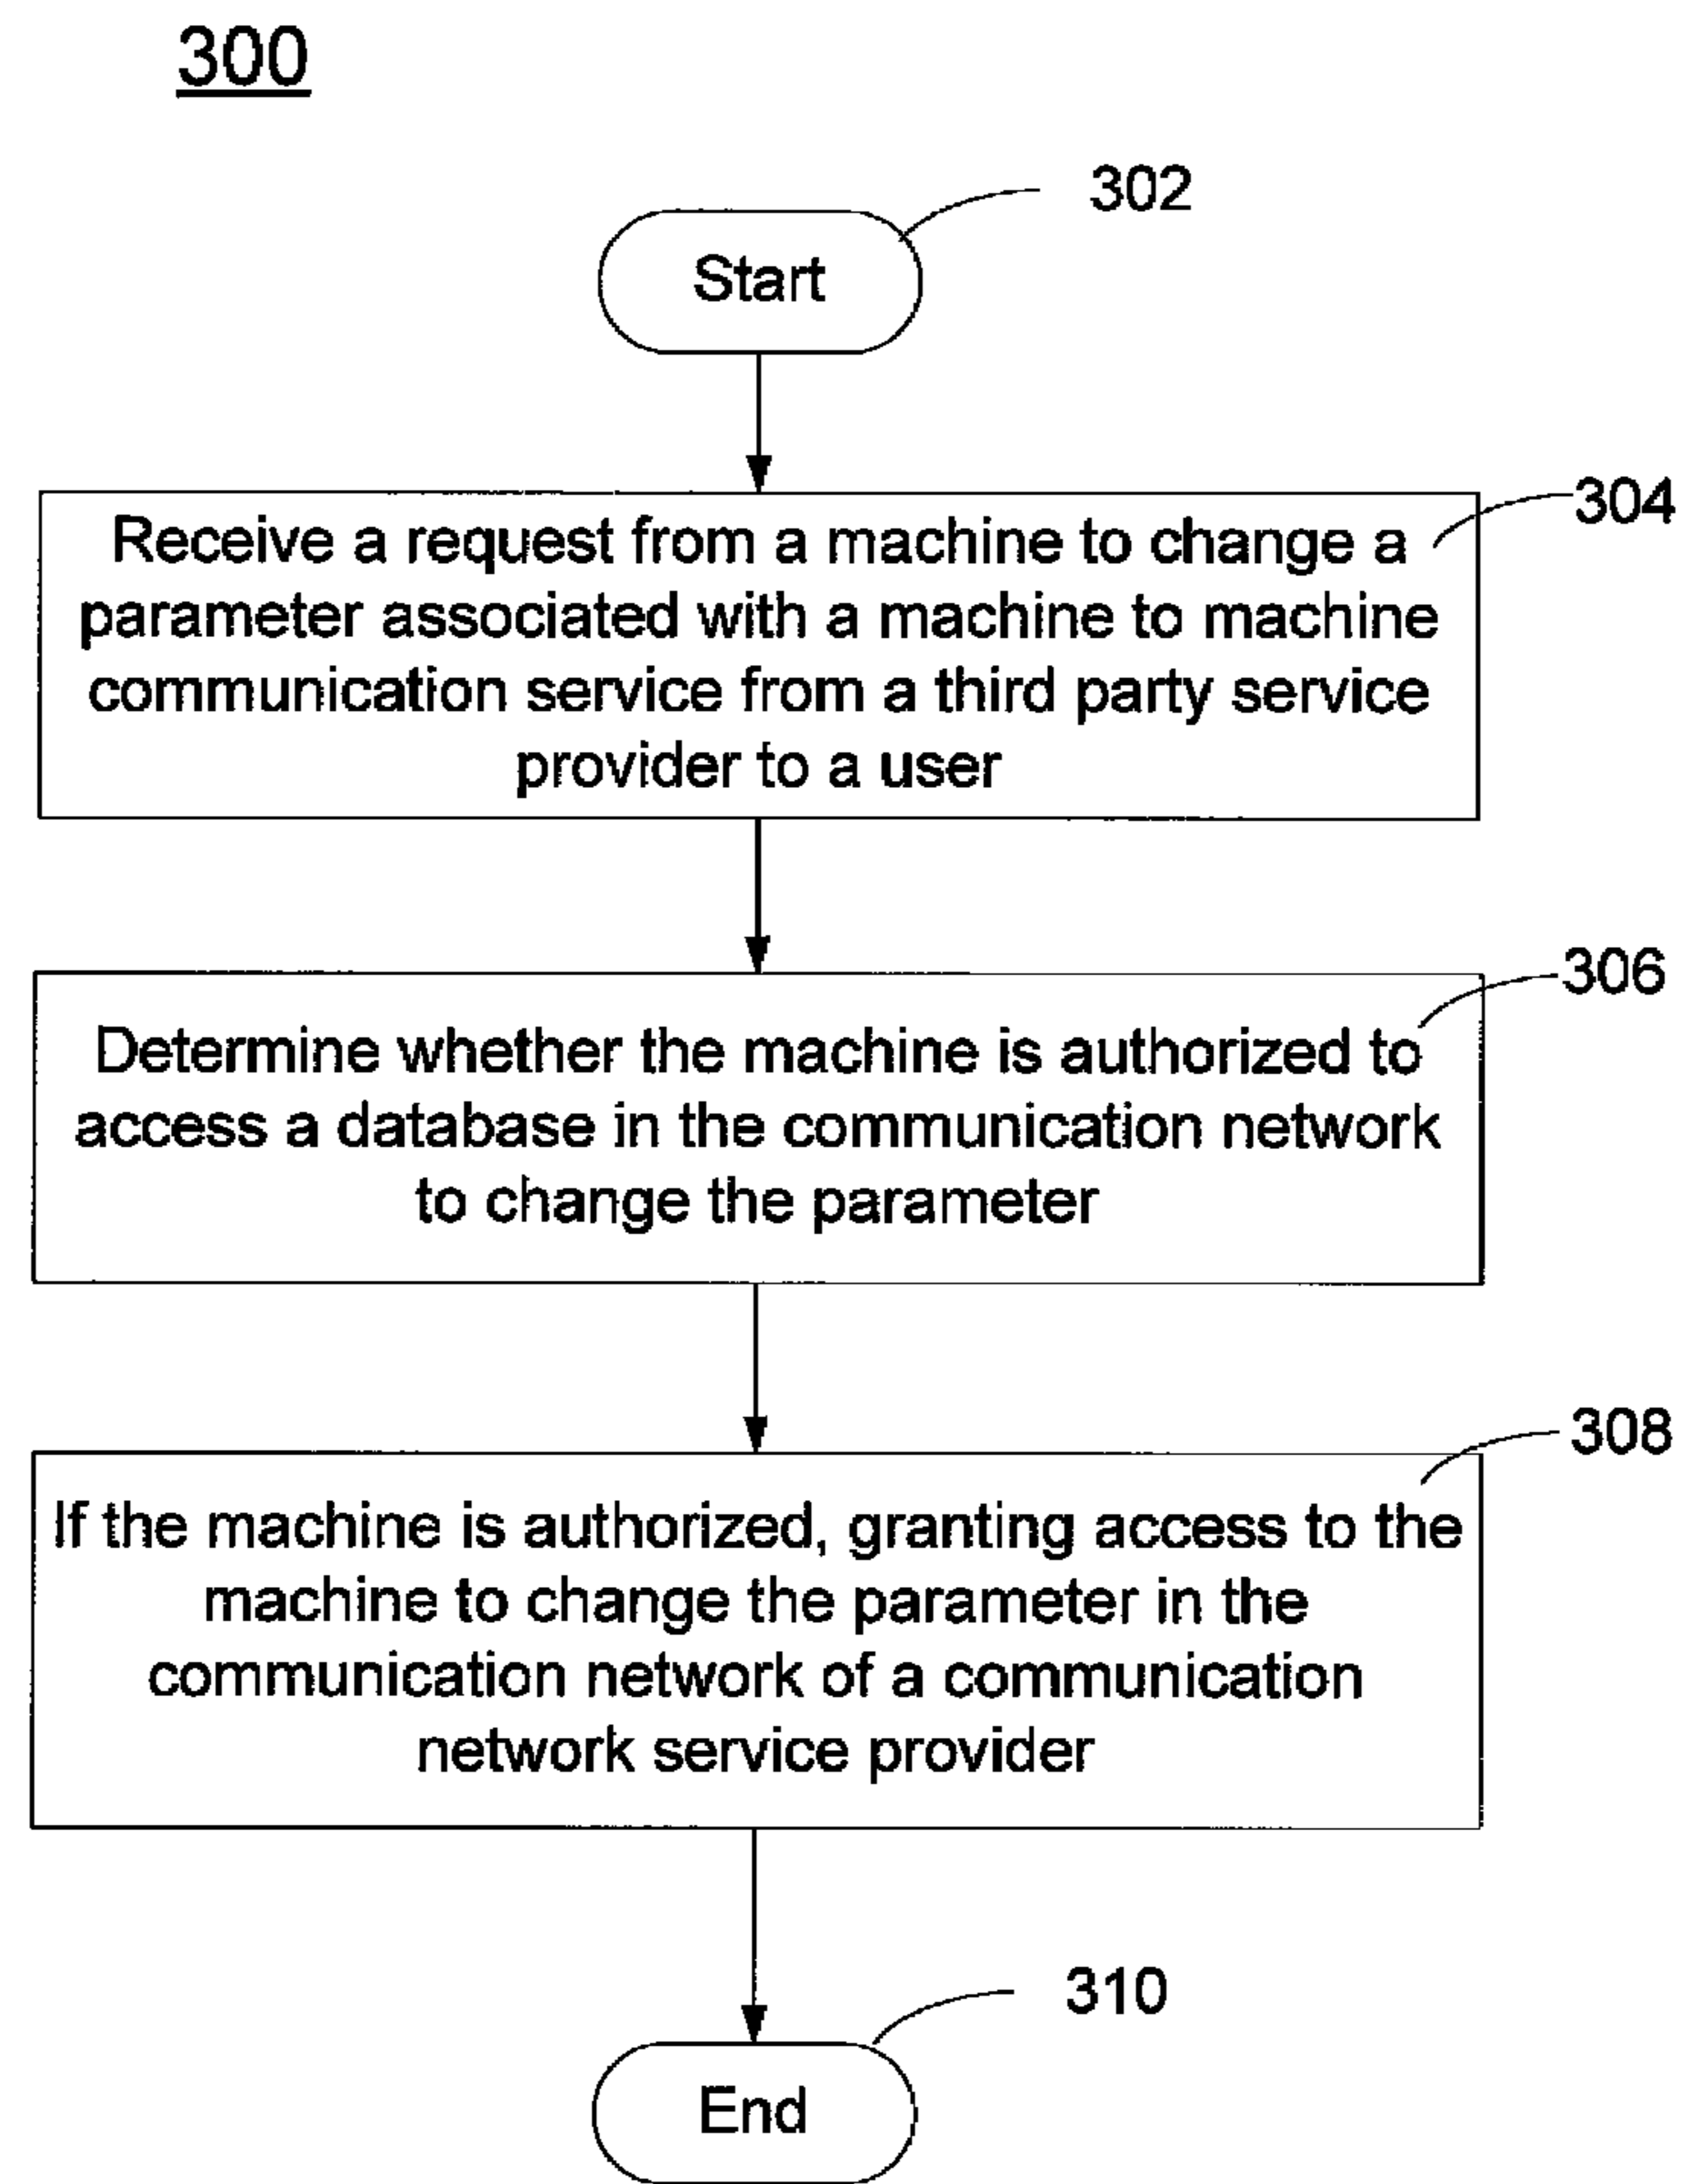 300
302
Start
304
Receive a request from a machine to change a
parameter associated with a machine to machine
communication service from a third party service
provider to a user
306
Determine whether the machine is authorized to
access a database in the communication network
to change the parameter
308
If the machine is authorized, granting access to the
machine to change the parameter in the
communication network of a communication
network service provider
310
End